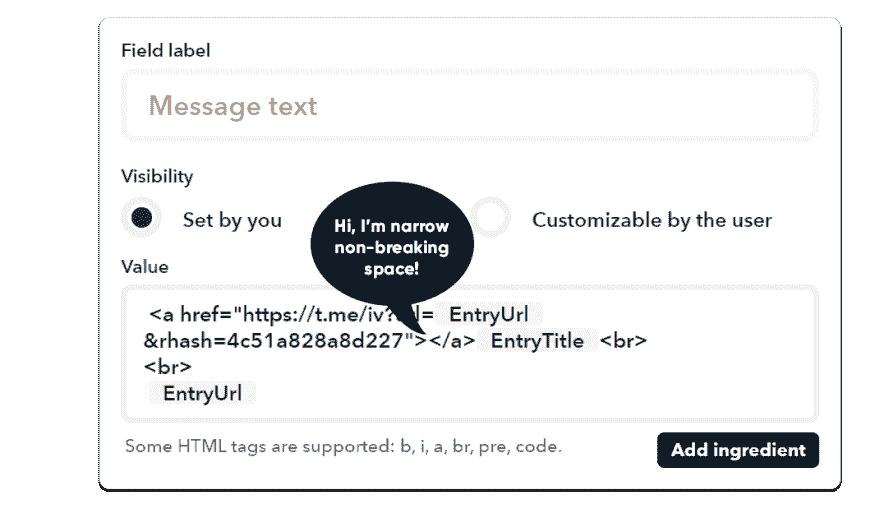 Field label
Message text
Visibility
Set by you
Customizable by the user
Hi, I'm narrow
non-breaking
space!
Value
<a href="https://t.me/iv? l= EntryUrl
&rhash=4c51a828a8d227"></a> EntryTitle <br>
<br>
EntryUrl
Some HTML tags are supported: b, i, a, br, pre, code.
Add ingredient